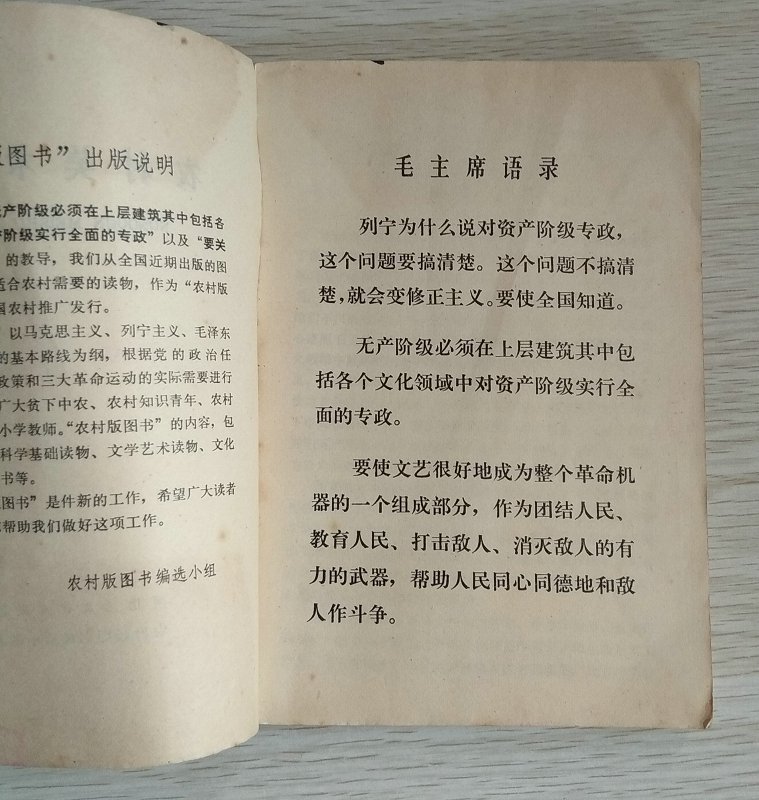 版图书”出版说明
产阶级必须在上层建筑其中包括各
产阶级实行全面的专政”以及“要关
的教导，我们从全国近期出版的图
适合农村需要的读物，作为“农村版
国农村推广发行。
”以马克思主义、列宁主义、毛泽东
的基本路线为纲，根据党的政治任
政策和三大革命运动的实际需要进行
广大贫下中农、农村知识青年、农村
小学教师。“农村版图书”的内容，包
科学基础读物、文学艺术读物、文化
书等。
图书”是件新的工作，希望广大读者
帮助我们做好这项工作。
农村版图书编选小组
毛主席语录
列宁为什么说对资产阶级专政，
这个问题要搞清楚。这个问题不搞清
楚，就会变修正主义。要使全国知道。
无产阶级必须在上层建筑其中包
括各个文化领域中对资产阶级实行全
面的专政。
要使文艺很好地成为整个革命机
器的一个组成部分，作为团结人民、
教育人民、打击敌人、消灭敌人的有
力的武器，帮助人民同心同德地和敌
人作斗争。